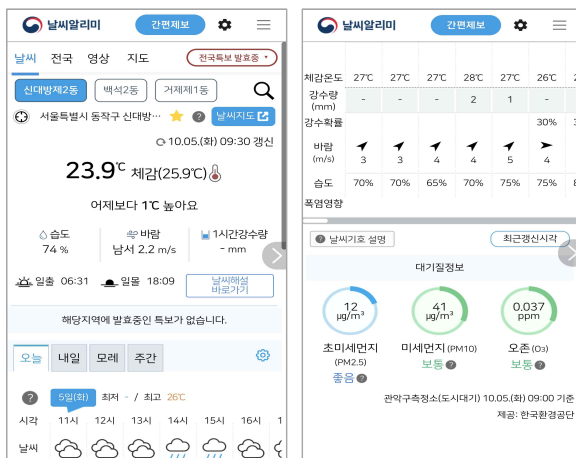 날씨알리미
간편제보
날씨 전국 영상 지도
전국특보 발효중
신대방제2동 백석2동 거제제1동
서울특별시 동작구 신대방… ? 날씨지도
10.05.(화) 09:30 갱신
23.9℃ 체감(25.9℃)
어제보다 1℃ 높아요
습도 바람 1시간강수량
74 % 남서 2.2 m/s - mm
일출 06:31 일몰 18:09 날씨해설
바로가기
해당지역에 발효중인 특보가 없습니다.
오늘 내일 모레 주간
? 5일(화) 최저 - / 최고 26℃
시각 11시 12시 13시 14시 15시 16시 1
날씨
날씨알리미
간편제보
체감온도 27℃ 27℃ 27℃ 28℃ 27℃ 26℃ 2
강수량
(mm) - - - 2 1 -
강수확률 30% 3
바람
(m/s) 3 3 4 4 5 4
습도 70% 70% 65% 70% 75% 75% 8
폭염영향
? 날씨기호 설명 최근갱신시각
대기질정보
12
μg/m³
41
μg/m³
0.037
ppm
초미세먼지 미세먼지(PM10) 오존(O₃)
(PM2.5) 보통 ? 보통 ?
좋음 ?
관악구측정소(도시대기) 10.05.(화) 09:00 기준
제공: 한국환경공단